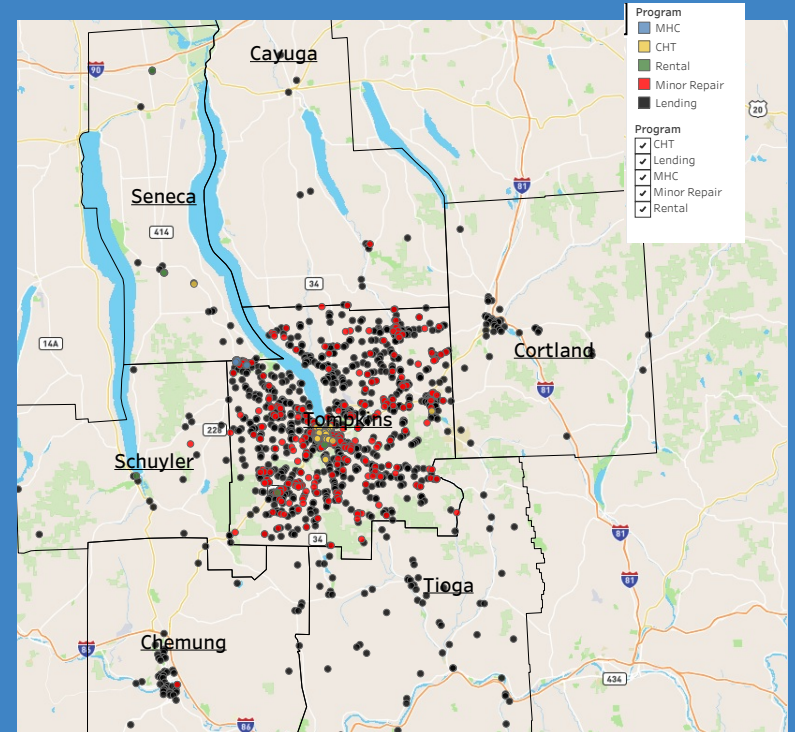 Program
MHC
CHT
Rental
Minor Repair
Lending
Program
CHT
Lending
MHC
Minor Repair
Rental
Cayuga
90
20
Seneca
81
414
34
14A
Cortland
81
Tompkins
228
Schuyler
81
34
81
Tioga
Chemung
86
434
86